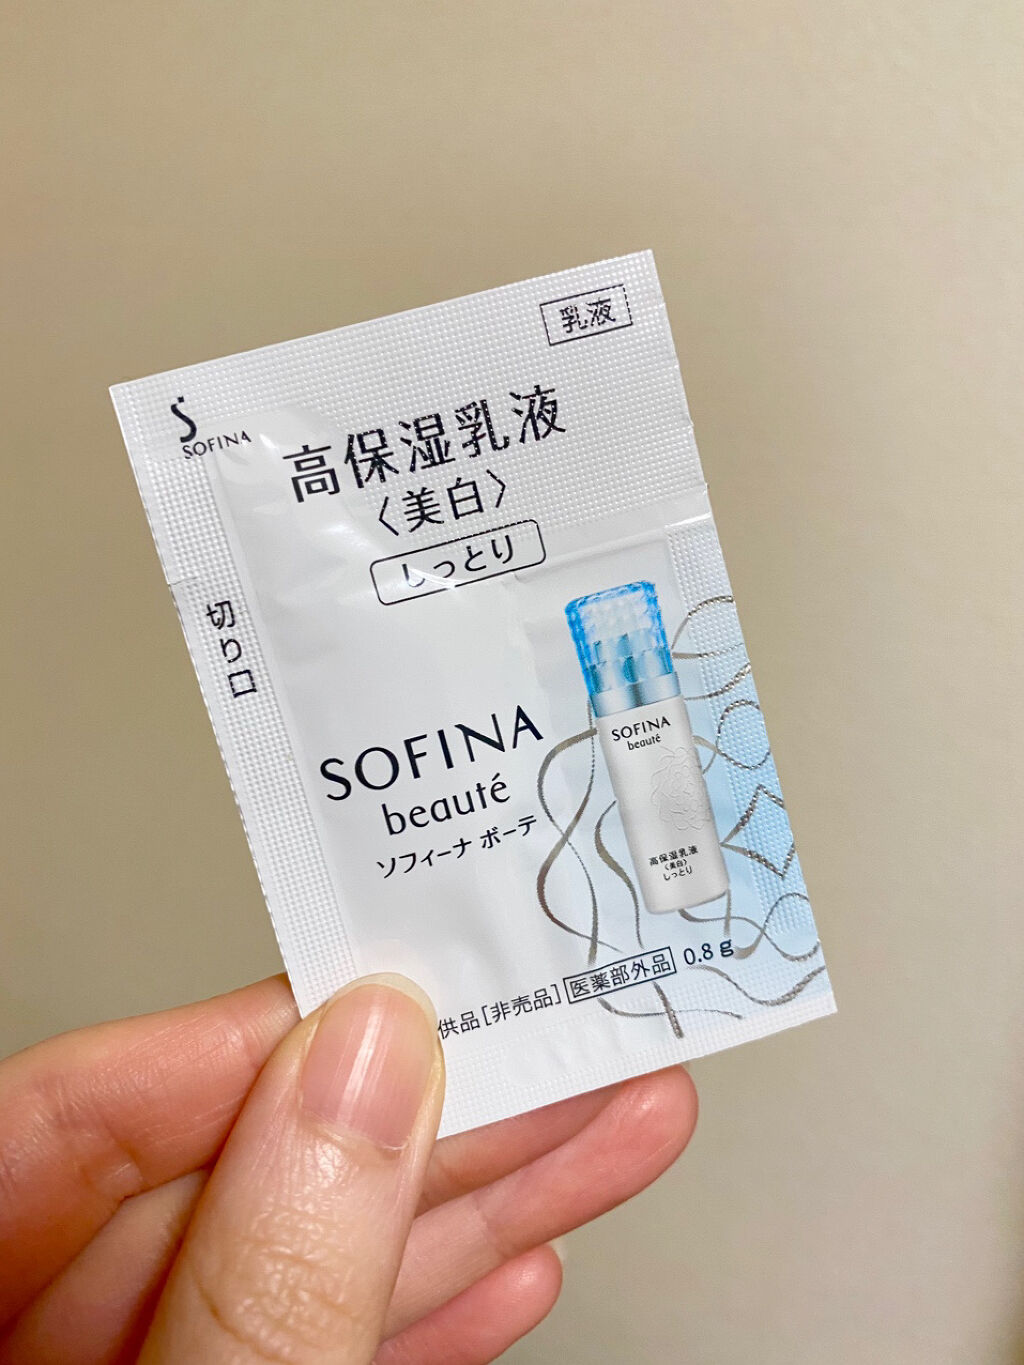 乳液
SOFINA
高保湿乳液
〈美白〉
しっとり
切り口
SOFINA
beauté
ソフィーナ ボーテ
SOFINA
beauté
高保湿乳液
〈美白〉
しっとり
供品[非売品] 医薬部外品 0.8g